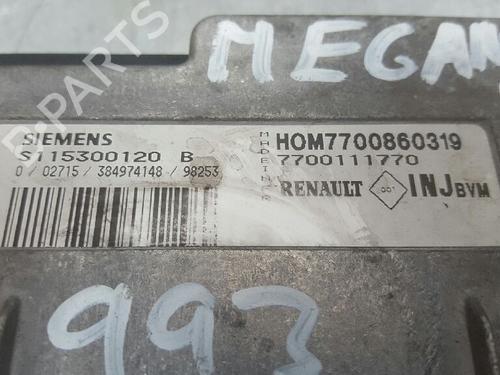 B-PARTS
MEGAN
SIEMENS
S115300120 B
0 / 02715 / 384974148 / 98253
HOM7700860319
7700111770
RENAULT INJ BVM
993